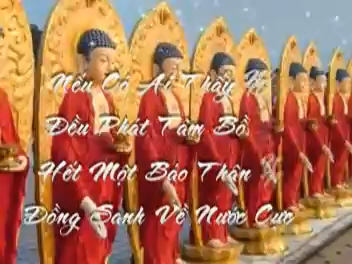 Nếu Có Ai Thấy
Đều Phát Tâm Bồ
Hết Một Báo Thân
Đồng Sanh Về Nước Cực